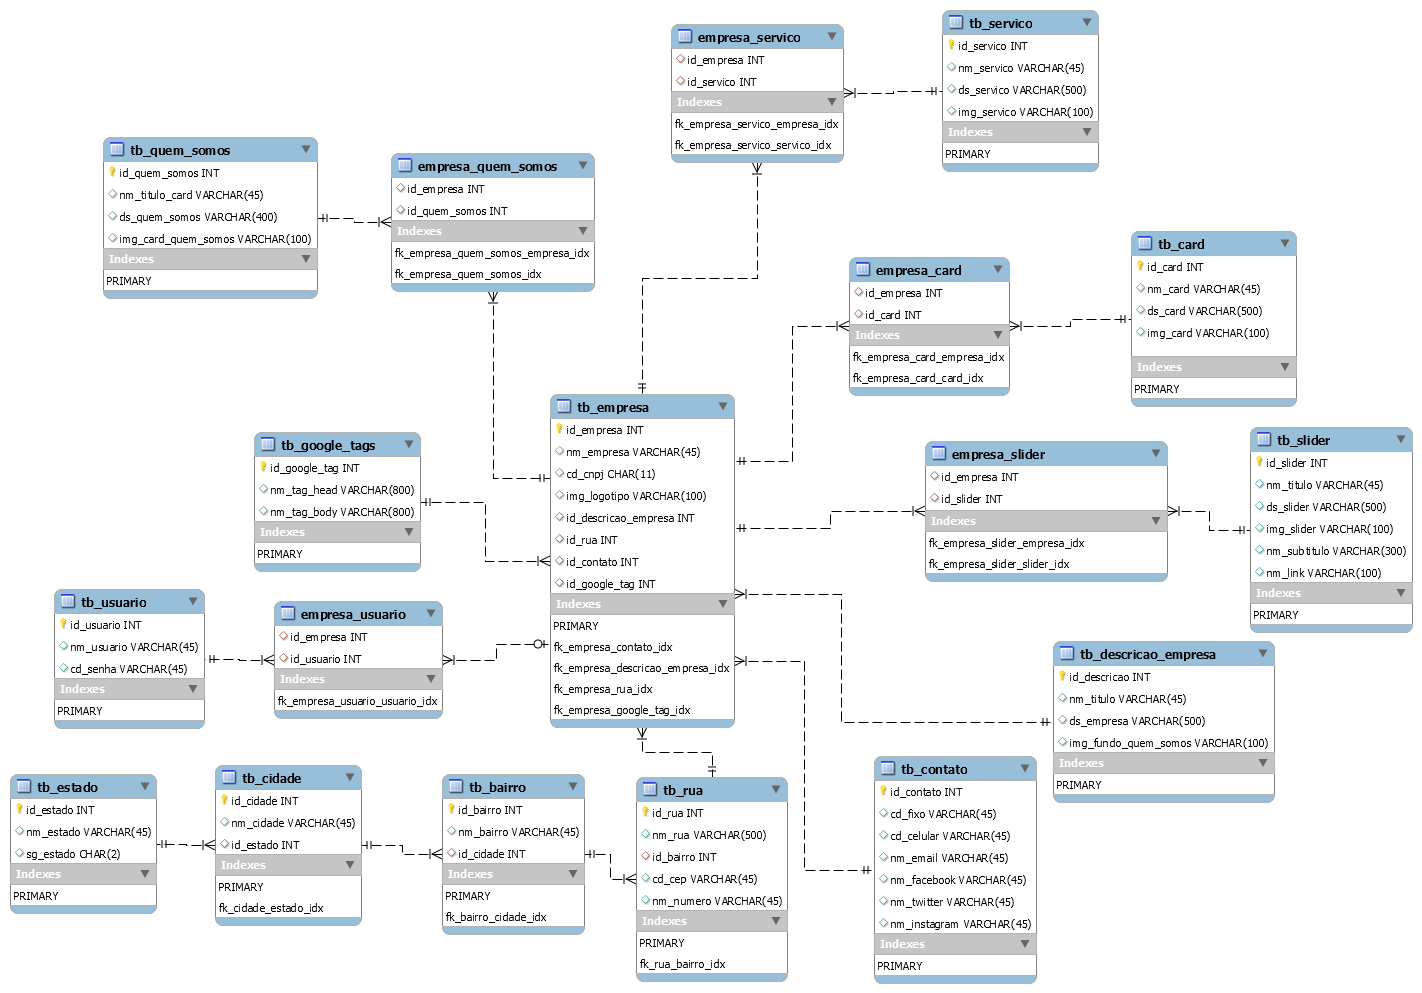 empresa_servico
id_empresa INT
id_servico INT
Indexes
fk_empresa_servico_empresa_idx
fk_empresa_servico_servico_idx
tb_servico
id_servico INT
nm_servico VARCHAR(45)
ds_servico VARCHAR(500)
img_servico VARCHAR(100)
Indexes
PRIMARY
tb_quem_somos
id_quem_somos INT
nm_titulo_card VARCHAR(45)
ds_quem_somos VARCHAR(400)
img_card_quem_somos VARCHAR(100)
Indexes
PRIMARY
empresa_quem_somos
id_empresa INT
id_quem_somos INT
Indexes
fk_empresa_quem_somos_empresa_idx
fk_empresa_quem_somos_idx
empresa_card
id_empresa INT
id_card INT
Indexes
fk_empresa_card_empresa_idx
fk_empresa_card_card_idx
tb_card
id_card INT
nm_card VARCHAR(45)
ds_card VARCHAR(500)
img_card VARCHAR(100)
Indexes
PRIMARY
tb_google_tags
id_google_tag INT
nm_tag_head VARCHAR(800)
nm_tag_body VARCHAR(800)
Indexes
PRIMARY
tb_empresa
id_empresa INT
nm_empresa VARCHAR(45)
cd_cnpj CHAR(11)
img_logotipo VARCHAR(100)
id_descricao_empresa INT
id_rua INT
id_contato INT
id_google_tag INT
Indexes
PRIMARY
fk_empresa_contato_idx
fk_empresa_descricao_empresa_idx
fk_empresa_rua_idx
fk_empresa_google_tag_idx
empresa_slider
id_empresa INT
id_slider INT
Indexes
fk_empresa_slider_empresa_idx
fk_empresa_slider_slider_idx
tb_slider
id_slider INT
nm_titulo VARCHAR(45)
ds_slider VARCHAR(500)
img_slider VARCHAR(100)
nm_subtitulo VARCHAR(300)
nm_link VARCHAR(100)
Indexes
PRIMARY
tb_usuario
id_usuario INT
nm_usuario VARCHAR(45)
cd_senha VARCHAR(45)
Indexes
PRIMARY
empresa_usuario
id_empresa INT
id_usuario INT
Indexes
fk_empresa_usuario_usuario_idx
tb_descricao_empresa
id_descricao INT
nm_titulo VARCHAR(45)
ds_empresa VARCHAR(500)
img_fundo_quem_somos VARCHAR(100)
Indexes
PRIMARY
tb_estado
id_estado INT
nm_estado VARCHAR(45)
sg_estado CHAR(2)
Indexes
PRIMARY
tb_cidade
id_cidade INT
nm_cidade VARCHAR(45)
id_estado INT
Indexes
PRIMARY
fk_cidade_estado_idx
tb_bairro
id_bairro INT
nm_bairro VARCHAR(45)
id_cidade INT
Indexes
PRIMARY
fk_bairro_cidade_idx
tb_rua
id_rua INT
nm_rua VARCHAR(500)
id_bairro INT
cd_cep VARCHAR(45)
nm_numero VARCHAR(45)
Indexes
PRIMARY
fk_rua_bairro_idx
tb_contato
id_contato INT
cd_fixo VARCHAR(45)
cd_celular VARCHAR(45)
nm_email VARCHAR(45)
nm_facebook VARCHAR(45)
nm_twitter VARCHAR(45)
nm_instagram VARCHAR(45)
Indexes
PRIMARY